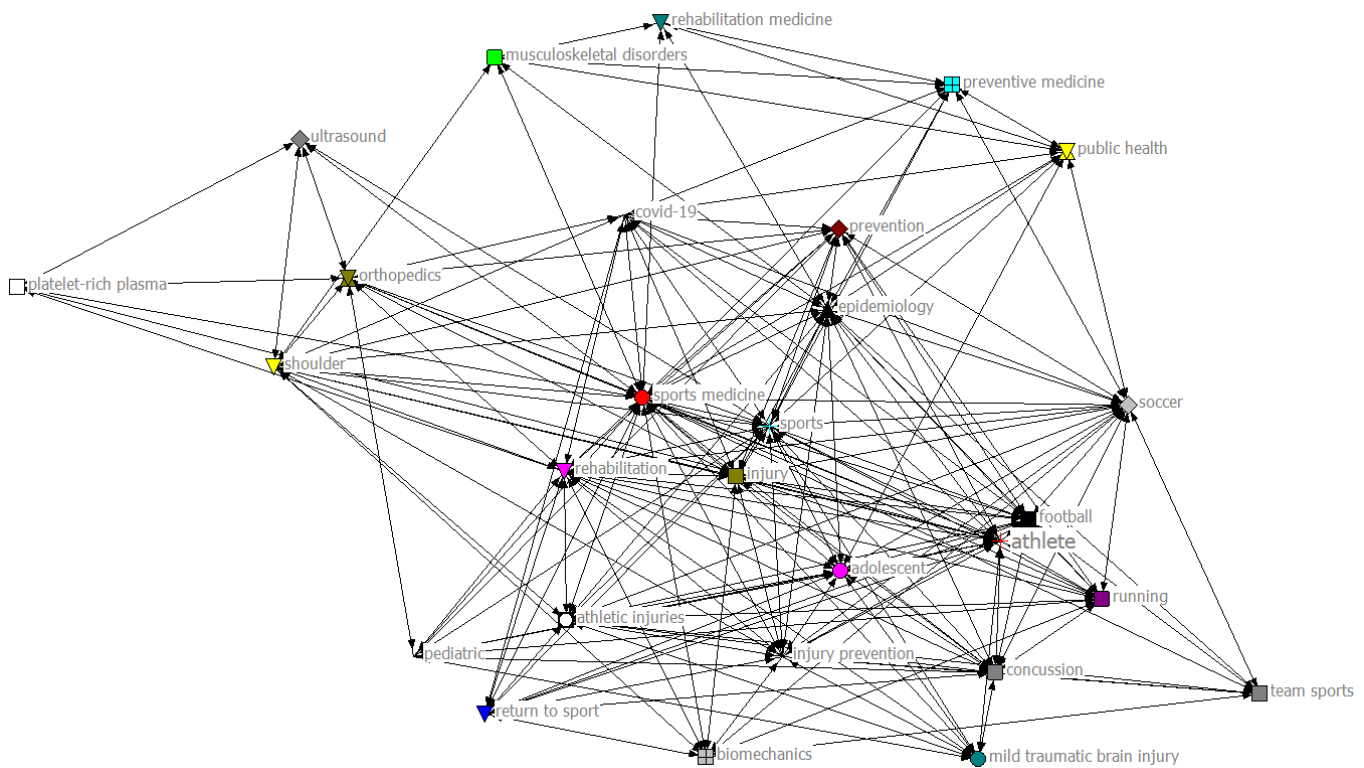 rehabilitation medicine
musculoskeletal disorders
preventive medicine
ultrasound
public health
covid-19
prevention
orthopedics
platelet-rich plasma
epidemiology
shoulder
sports medicine
soccer
sports
rehabilitation
injury
football
athlete
adolescent
running
athletic injuries
pediatric
injury prevention
concussion
team sports
return to sport
biomechanics
mild traumatic brain injury